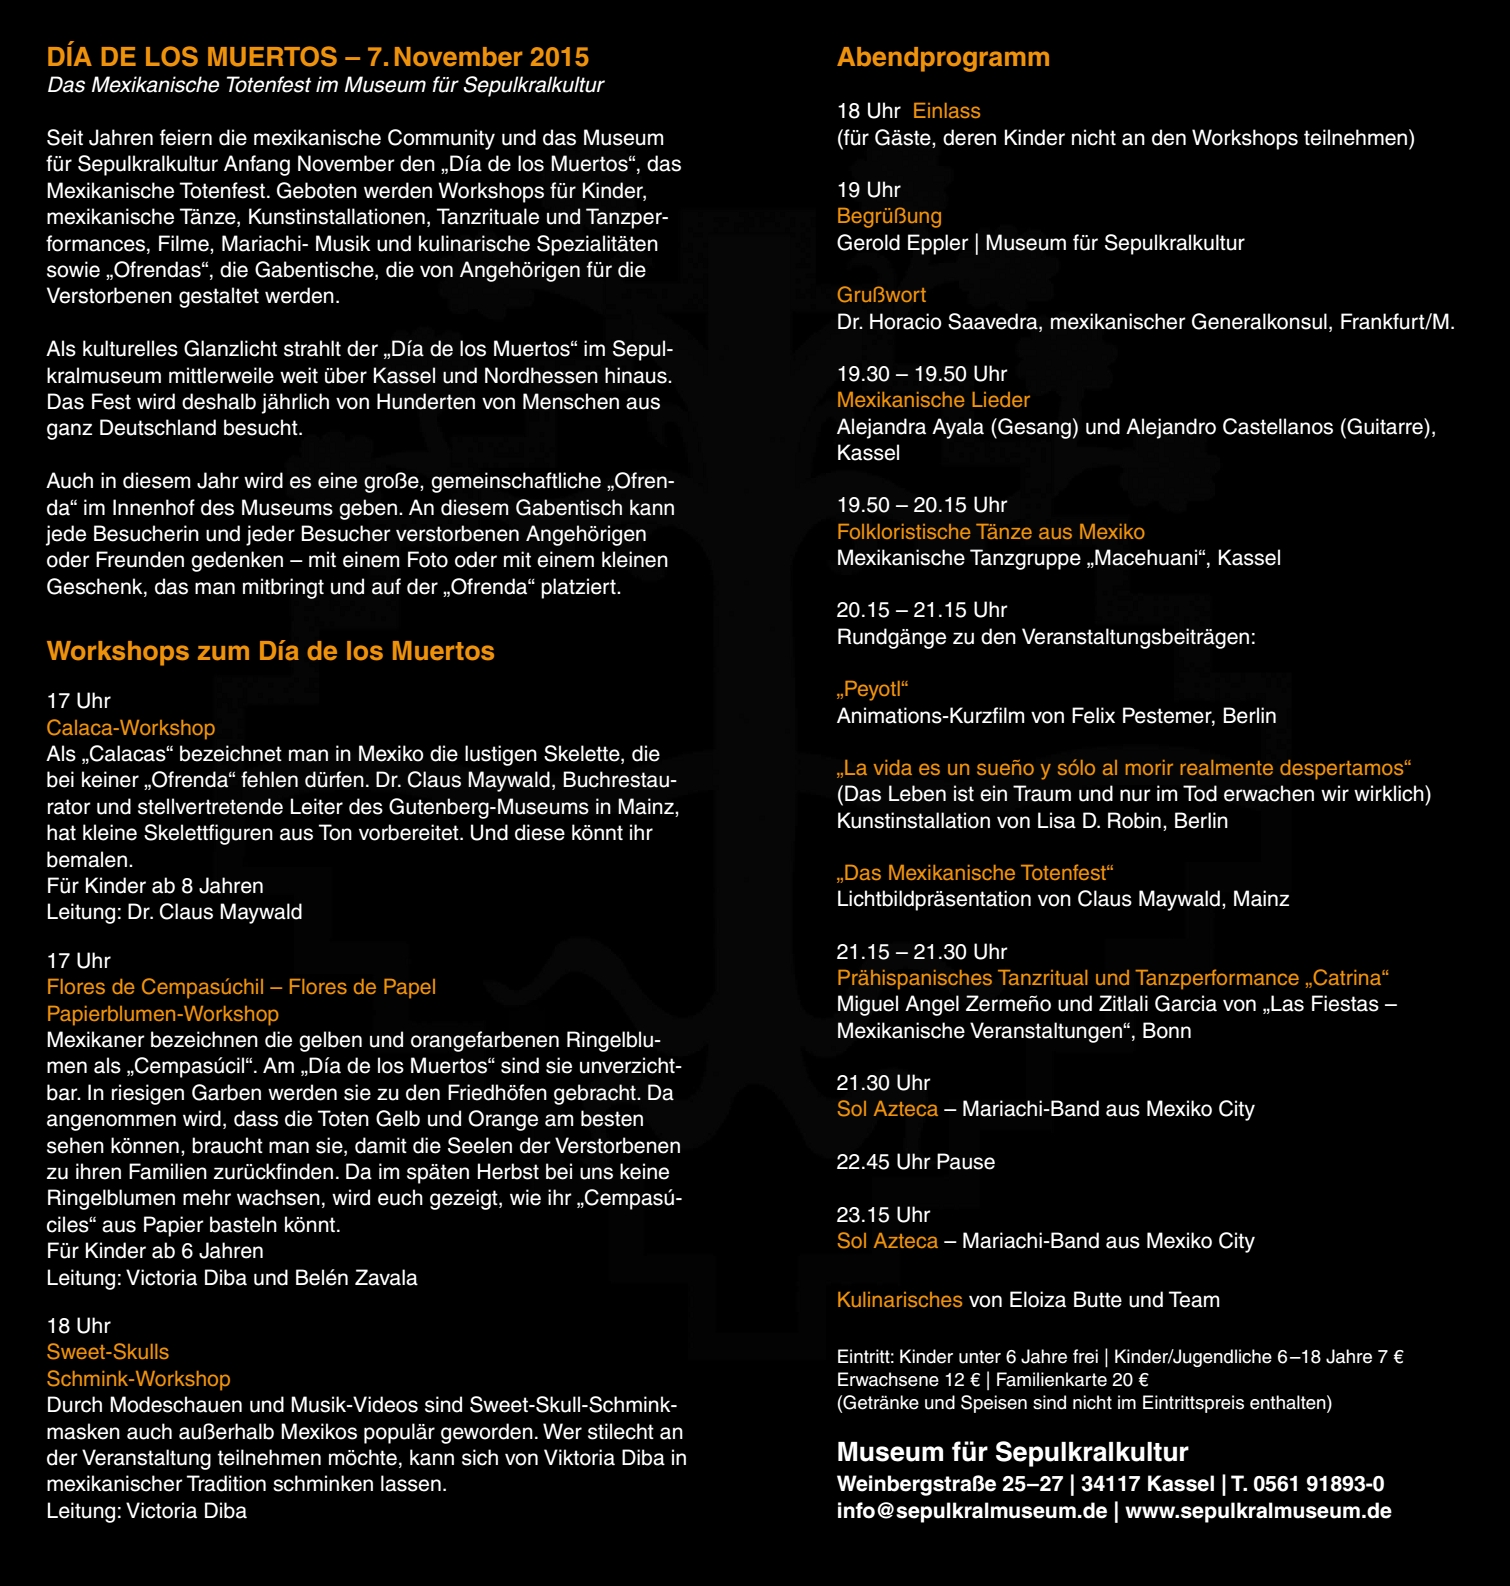 DÍA DE LOS MUERTOS – 7. November 2015
Das Mexikanische Totenfest im Museum für Sepulkralkultur
Seit Jahren feiern die mexikanische Community und das Museum
für Sepulkralkultur Anfang November den „Día de los Muertos“, das
Mexikanische Totenfest. Geboten werden Workshops für Kinder,
mexikanische Tänze, Kunstinstallationen, Tanzrituale und Tanzper-
formances, Filme, Mariachi- Musik und kulinarische Spezialitäten
sowie „Ofrendas“, die Gabentische, die von Angehörigen für die
Verstorbenen gestaltet werden.
Als kulturelles Glanzlicht strahlt der „Día de los Muertos“ im Sepul-
kralmuseum mittlerweile weit über Kassel und Nordhessen hinaus.
Das Fest wird deshalb jährlich von Hunderten von Menschen aus
ganz Deutschland besucht.
Auch in diesem Jahr wird es eine große, gemeinschaftliche „Ofren-
da“ im Innenhof des Museums geben. An diesem Gabentisch kann
jede Besucherin und jeder Besucher verstorbenen Angehörigen
oder Freunden gedenken – mit einem Foto oder mit einem kleinen
Geschenk, das man mitbringt und auf der „Ofrenda“ platziert.
Workshops zum Día de los Muertos
17 Uhr
Calaca-Workshop
Als „Calacas“ bezeichnet man in Mexiko die lustigen Skelette, die
bei keiner „Ofrenda“ fehlen dürfen. Dr. Claus Maywald, Buchrestau-
rator und stellvertretende Leiter des Gutenberg-Museums in Mainz,
hat kleine Skelettfiguren aus Ton vorbereitet. Und diese könnt ihr
bemalen.
Für Kinder ab 8 Jahren
Leitung: Dr. Claus Maywald
17 Uhr
Flores de Cempasúchil – Flores de Papel
Papierblumen-Workshop
Mexikaner bezeichnen die gelben und orangefarbenen Ringelblu-
men als „Cempasúcil“. Am „Día de los Muertos“ sind sie unverzicht-
bar. In riesigen Garben werden sie zu den Friedhöfen gebracht. Da
angenommen wird, dass die Toten Gelb und Orange am besten
sehen können, braucht man sie, damit die Seelen der Verstorbenen
zu ihren Familien zurückfinden. Da im späten Herbst bei uns keine
Ringelblumen mehr wachsen, wird euch gezeigt, wie ihr „Cempasú-
ciles“ aus Papier basteln könnt.
Für Kinder ab 6 Jahren
Leitung: Victoria Diba und Belén Zavala
18 Uhr
Sweet-Skulls
Schmink-Workshop
Durch Modeschauen und Musik-Videos sind Sweet-Skull-Schmink-
masken auch außerhalb Mexikos populär geworden. Wer stilecht an
der Veranstaltung teilnehmen möchte, kann sich von Viktoria Diba in
mexikanischer Tradition schminken lassen.
Leitung: Victoria Diba
Abendprogramm
18 Uhr Einlass
(für Gäste, deren Kinder nicht an den Workshops teilnehmen)
19 Uhr
Begrüßung
Gerold Eppler | Museum für Sepulkralkultur
Grußwort
Dr. Horacio Saavedra, mexikanischer Generalkonsul, Frankfurt/M.
19.30 – 19.50 Uhr
Mexikanische Lieder
Alejandra Ayala (Gesang) und Alejandro Castellanos (Guitarre),
Kassel
19.50 – 20.15 Uhr
Folkloristische Tänze aus Mexiko
Mexikanische Tanzgruppe „Macehuani“, Kassel
20.15 – 21.15 Uhr
Rundgänge zu den Veranstaltungsbeiträgen:
„Peyotl“
Animations-Kurzfilm von Felix Pestemer, Berlin
„La vida es un sueño y sólo al morir realmente despertamos“
(Das Leben ist ein Traum und nur im Tod erwachen wir wirklich)
Kunstinstallation von Lisa D. Robin, Berlin
„Das Mexikanische Totenfest“
Lichtbildpräsentation von Claus Maywald, Mainz
21.15 – 21.30 Uhr
Prähispanisches Tanzritual und Tanzperformance „Catrina“
Miguel Angel Zermeño und Zitlali Garcia von „Las Fiestas –
Mexikanische Veranstaltungen“, Bonn
21.30 Uhr
Sol Azteca – Mariachi-Band aus Mexiko City
22.45 Uhr Pause
23.15 Uhr
Sol Azteca – Mariachi-Band aus Mexiko City
Kulinarisches von Eloiza Butte und Team
Eintritt: Kinder unter 6 Jahre frei | Kinder/Jugendliche 6–18 Jahre 7 €
Erwachsene 12 € | Familienkarte 20 €
(Getränke und Speisen sind nicht im Eintrittspreis enthalten)
Museum für Sepulkralkultur
Weinbergstraße 25–27 | 34117 Kassel | T. 0561 91893-0
info@sepulkralmuseum.de | www.sepulkralmuseum.de